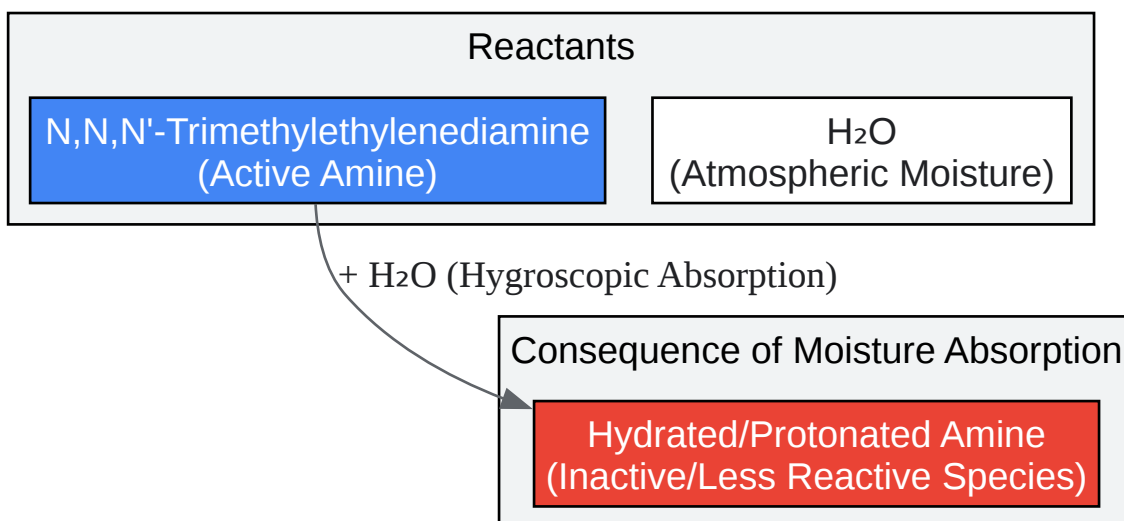 Reactants
N,N,N'-Trimethylethylenediamine
(Active Amine)
H₂O
(Atmospheric Moisture)
+ H₂O (Hygroscopic Absorption)
Consequence of Moisture Absorption
Hydrated/Protonated Amine
(Inactive/Less Reactive Species)